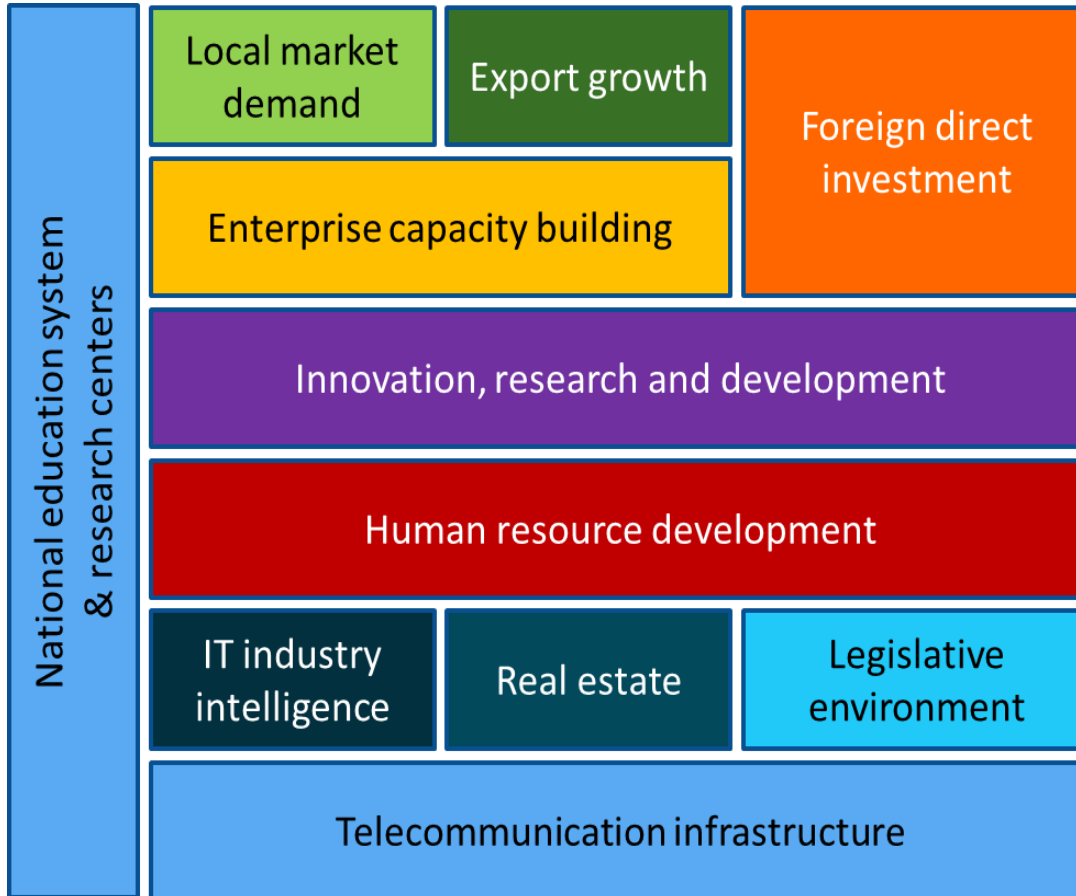 National education system
& research centers
Local market
demand
Export growth
Foreign direct
investment
Enterprise capacity building
Innovation, research and development
Human resource development
IT industry
intelligence
Real estate
Legislative
environment
Telecommunication infrastructure